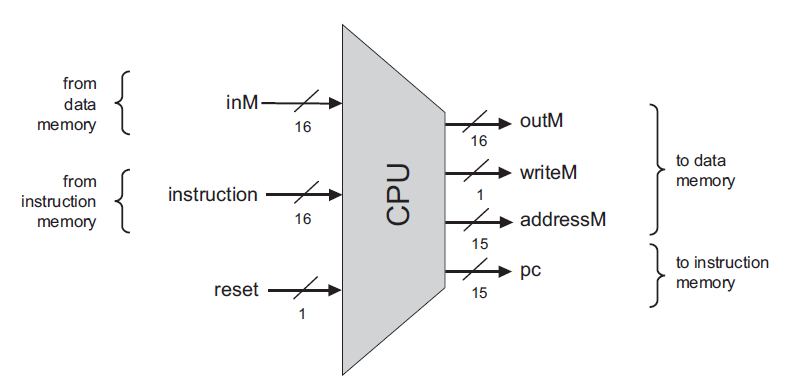 from
data
memory
inM
16
from
instruction
memory
instruction
16
reset
1
CPU
outM
16
writeM
1
addressM
15
pc
15
to data
memory
to instruction
memory